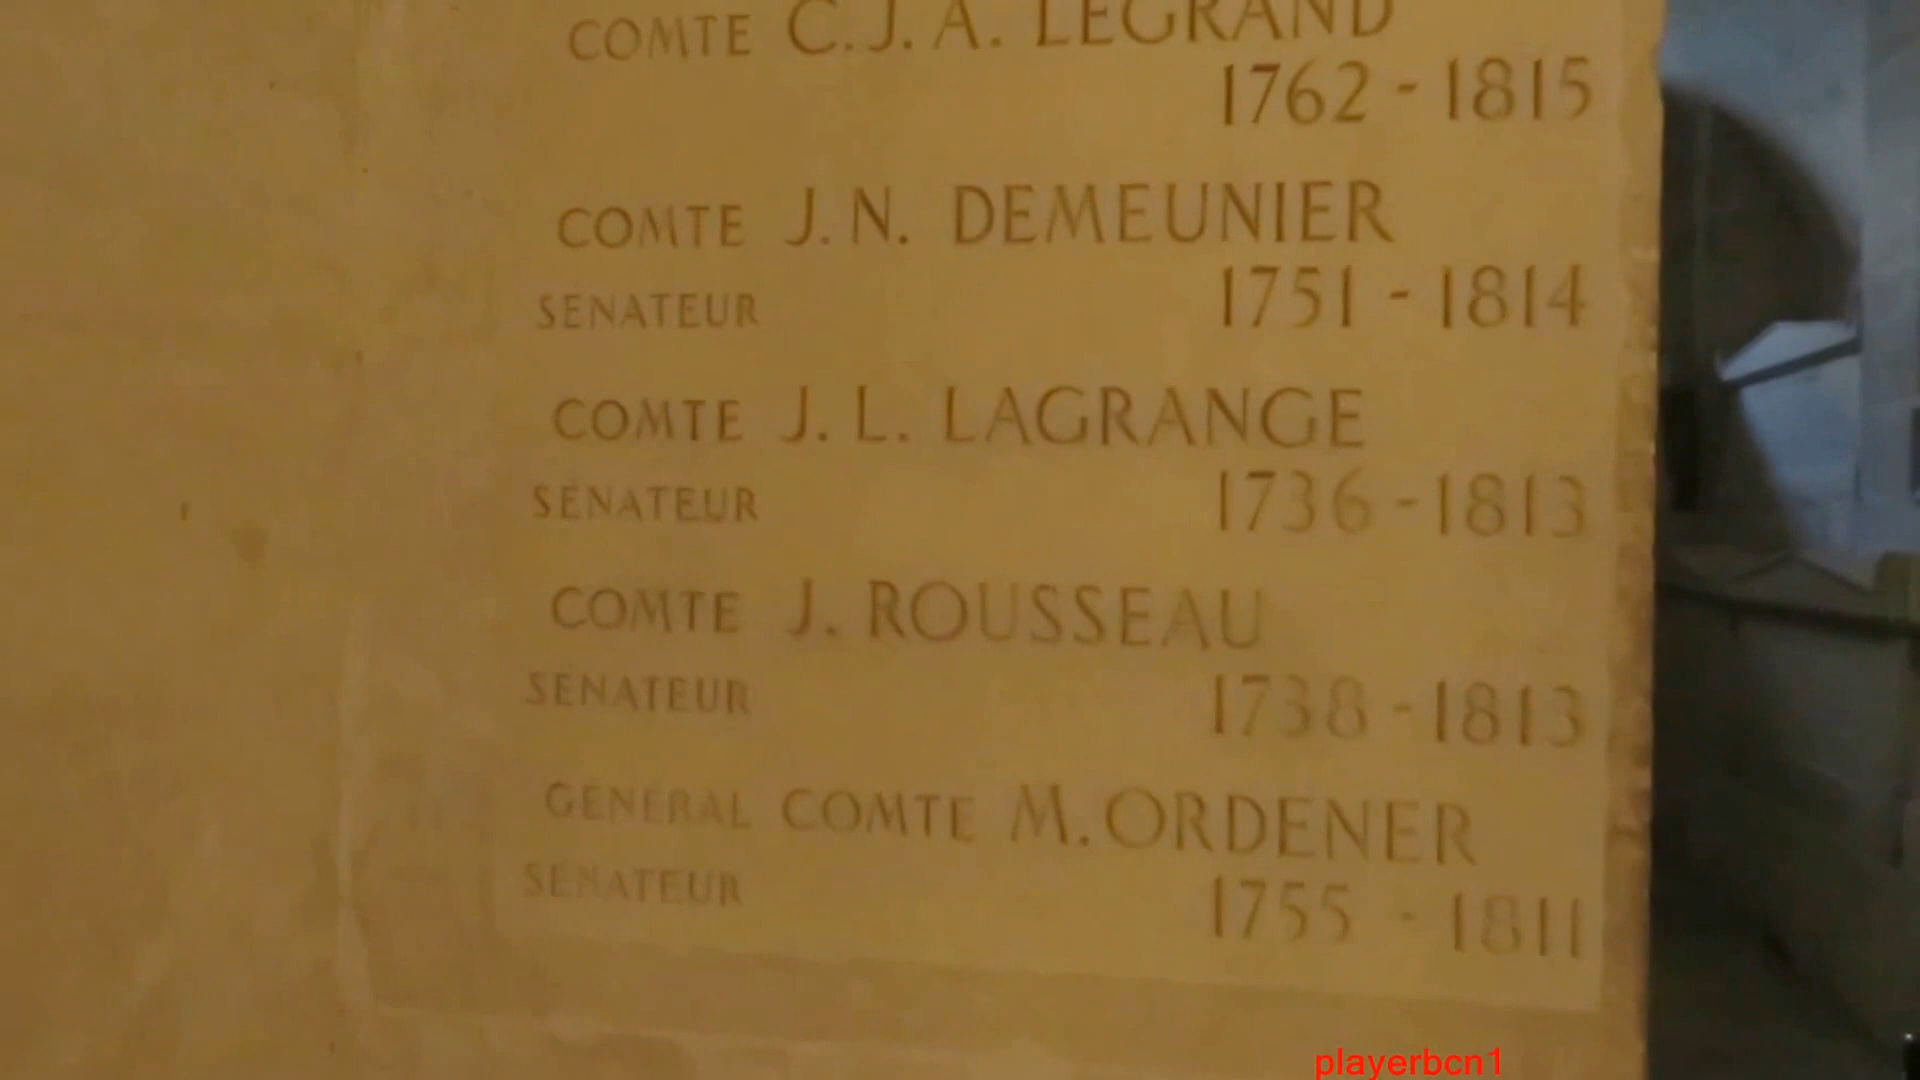 COMTE C.J.A. LEGRAND
1762 - 1815
COMTE J.N. DEMEUNIER
SENATEUR 1751 - 1814
COMTE J.L. LAGRANGE
SENATEUR 1736 - 1813
COMTE J. ROUSSEAU
SENATEUR 1738 - 1813
GENERAL COMTE M. ORDENER
SENATEUR 1755 - 1811
playerbcn1